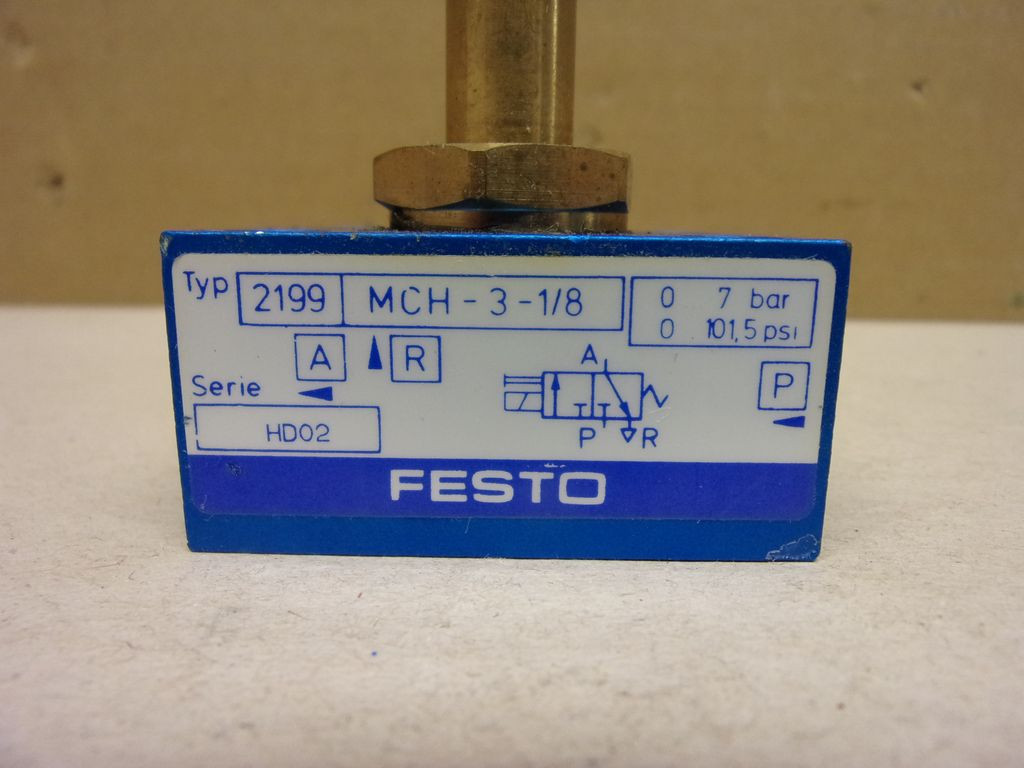 Typ 2199 MCH - 3 - 1/8
0 7 bar
0 101,5 psi
A R
Serie
HD02
A
P R
P
FESTO